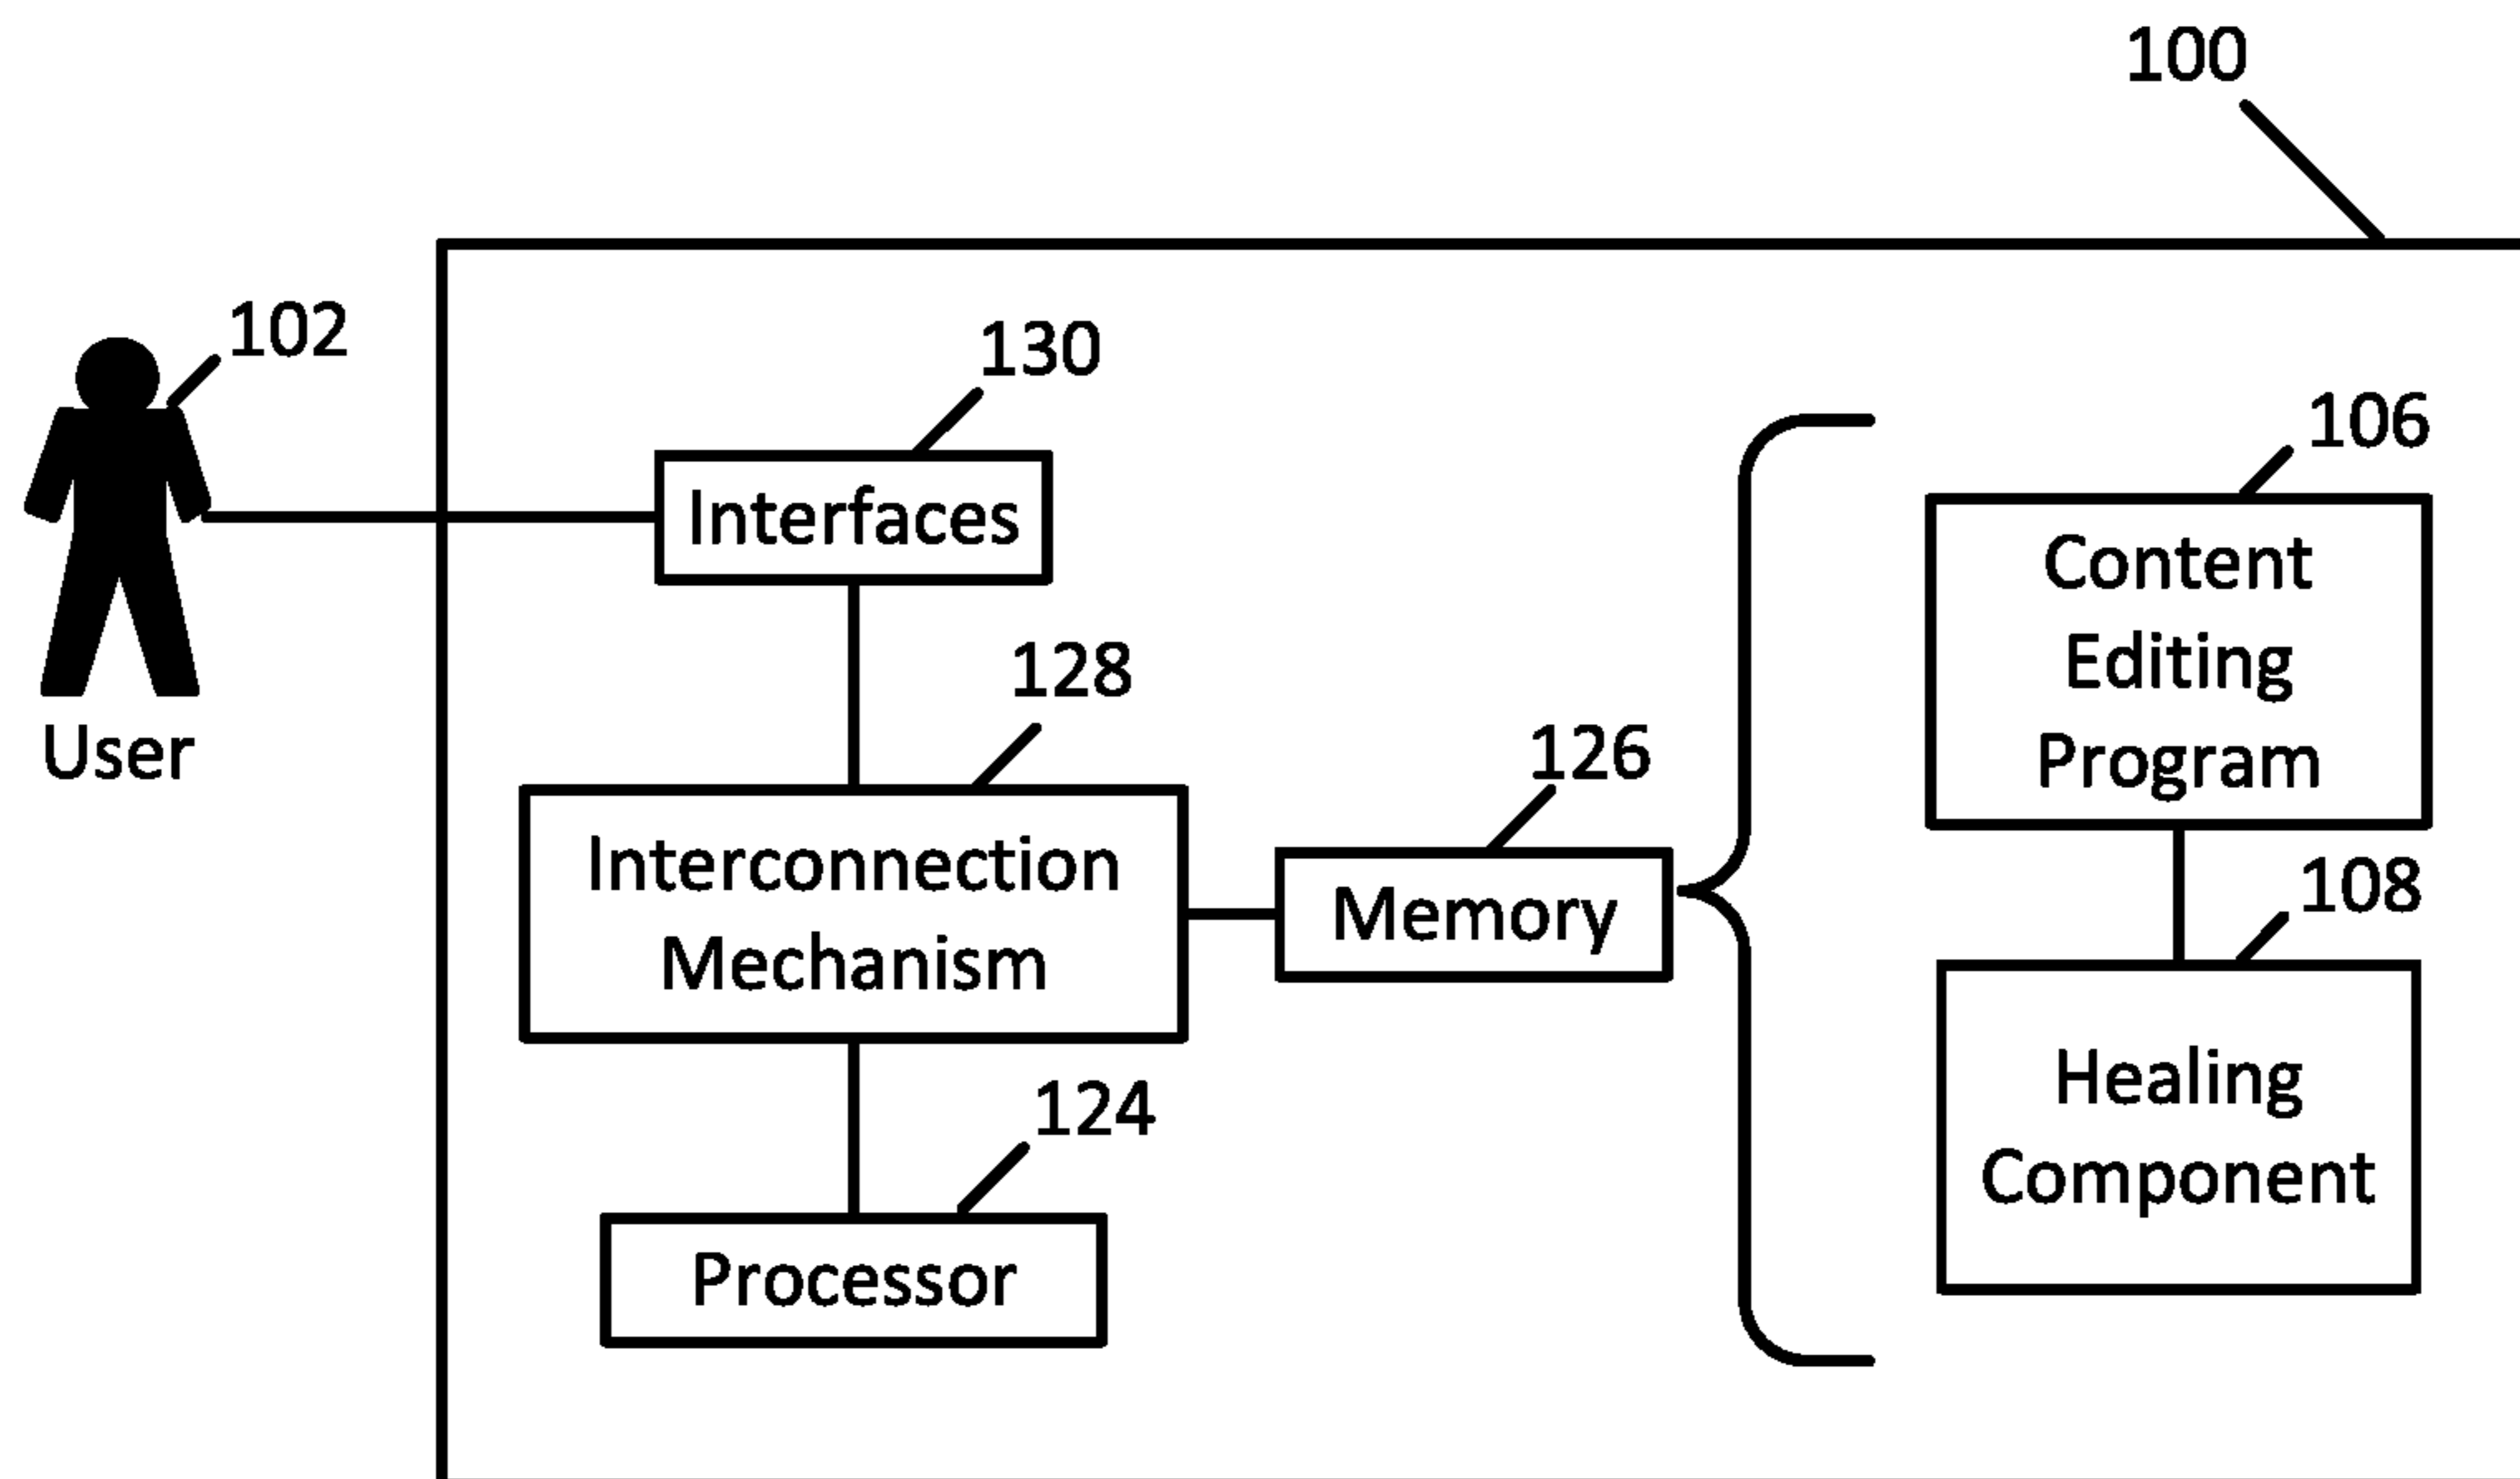 100
102
130
Interfaces
106
Content
Editing
Program
User
128
126
Interconnection
Mechanism
Memory
108
Healing
Component
124
Processor